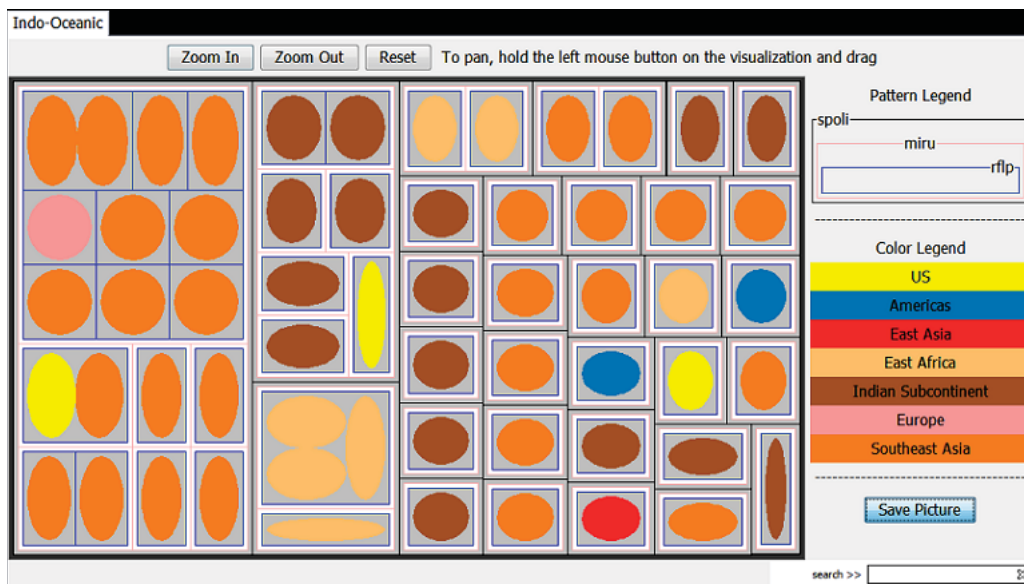 Indo-Oceanic
Zoom In Zoom Out Reset To pan, hold the left mouse button on the visualization and drag
Pattern Legend
spoli
miru
rflp
Color Legend
US
Americas
East Asia
East Africa
Indian Subcontinent
Europe
Southeast Asia
Save Picture
search >>